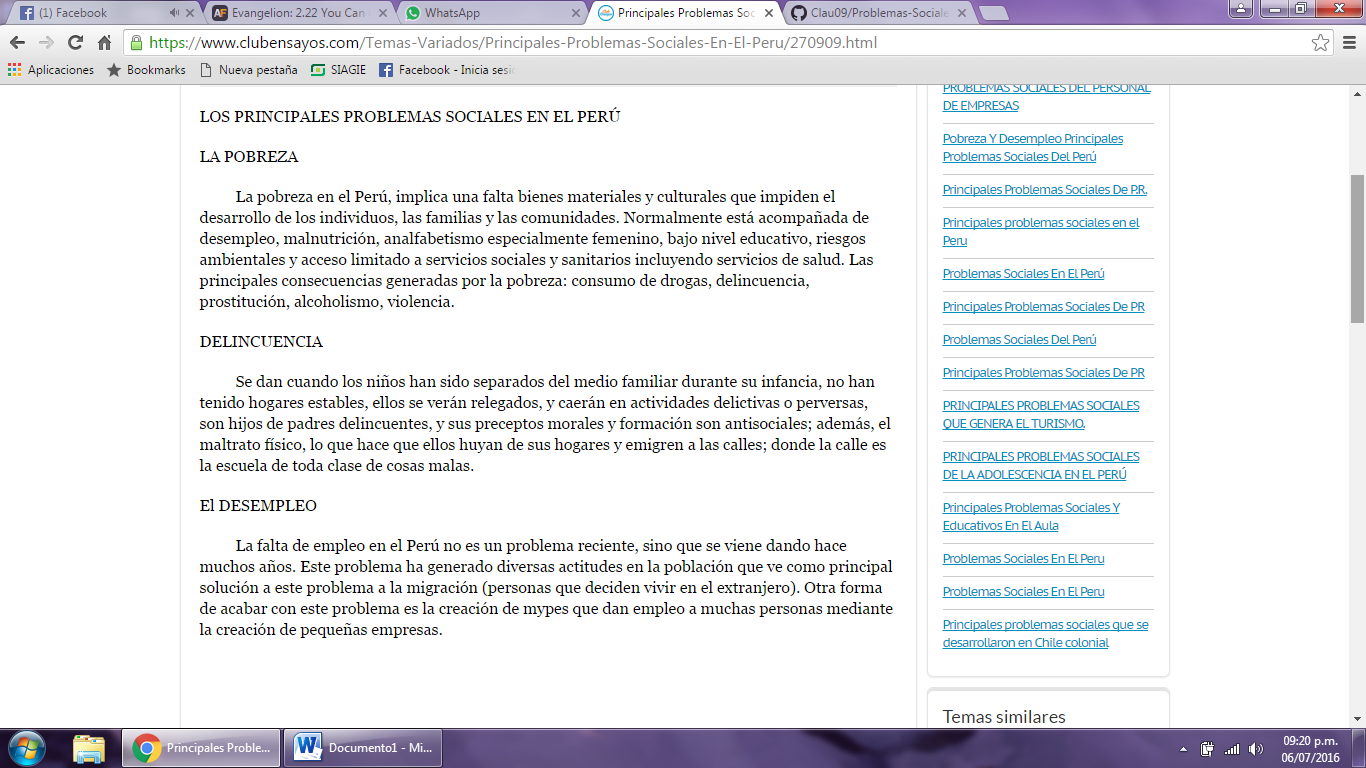 (1) Facebook
Evangelion: 2.22 You Can
WhatsApp
Principales Problemas Soc
Clau09/Problemas-Sociale
https://www.clubensayos.com/Temas-Variados/Principales-Problemas-Sociales-En-El-Peru/270909.html
Aplicaciones
Bookmarks
Nueva pestaña
SIAGIE
Facebook - Inicia sesió
LOS PRINCIPALES PROBLEMAS SOCIALES EN EL PERÚ
LA POBREZA
La pobreza en el Perú, implica una falta bienes materiales y culturales que impiden el
desarrollo de los individuos, las familias y las comunidades. Normalmente está acompañada de
desempleo, malnutrición, analfabetismo especialmente femenino, bajo nivel educativo, riesgos
ambientales y acceso limitado a servicios sociales y sanitarios incluyendo servicios de salud. Las
principales consecuencias generadas por la pobreza: consumo de drogas, delincuencia,
prostitución, alcoholismo, violencia.
DELINCUENCIA
Se dan cuando los niños han sido separados del medio familiar durante su infancia, no han
tenido hogares estables, ellos se verán relegados, y caerán en actividades delictivas o perversas,
son hijos de padres delincuentes, y sus preceptos morales y formación son antisociales; además, el
maltrato físico, lo que hace que ellos huyan de sus hogares y emigren a las calles; donde la calle es
la escuela de toda clase de cosas malas.
El DESEMPLEO
La falta de empleo en el Perú no es un problema reciente, sino que se viene dando hace
muchos años. Este problema ha generado diversas actitudes en la población que ve como principal
solución a este problema a la migración (personas que deciden vivir en el extranjero). Otra forma
de acabar con este problema es la creación de mypes que dan empleo a muchas personas mediante
la creación de pequeñas empresas.
PROBLEMAS SOCIALES DEL PERSONAL
DE EMPRESAS
Pobreza Y Desempleo Principales
Problemas Sociales Del Perú
Principales Problemas Sociales De P.R.
Principales problemas sociales en el
Peru
Problemas Sociales En El Perú
Principales Problemas Sociales De PR
Problemas Sociales Del Perú
Principales Problemas Sociales De PR
PRINCIPALES PROBLEMAS SOCIALES
QUE GENERA EL TURISMO.
PRINCIPALES PROBLEMAS SOCIALES
DE LA ADOLESCENCIA EN EL PERÚ
Principales Problemas Sociales Y
Educativos En El Aula
Problemas Sociales En El Peru
Problemas Sociales En El Peru
Principales problemas sociales que se
desarrollaron en Chile colonial
Temas similares
Principales Proble...
Documento1 - Mi...
09:20 p.m.
06/07/2016